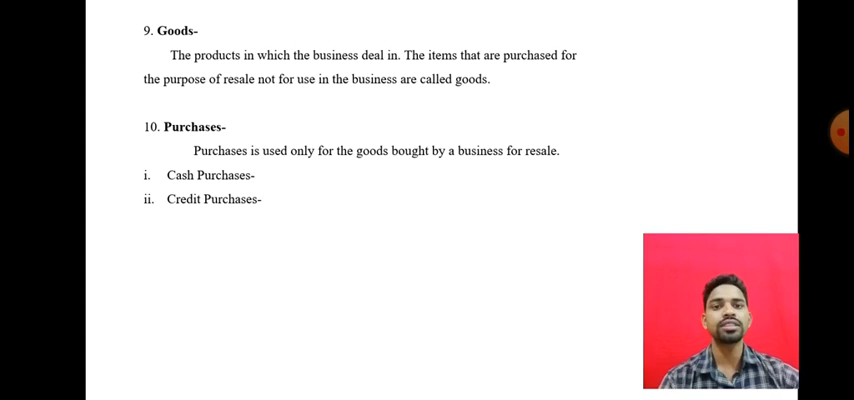 9. Goods-
The products in which the business deal in. The items that are purchased for
the purpose of resale not for use in the business are called goods.
10. Purchases-
Purchases is used only for the goods bought by a business for resale.
i. Cash Purchases-
ii. Credit Purchases-